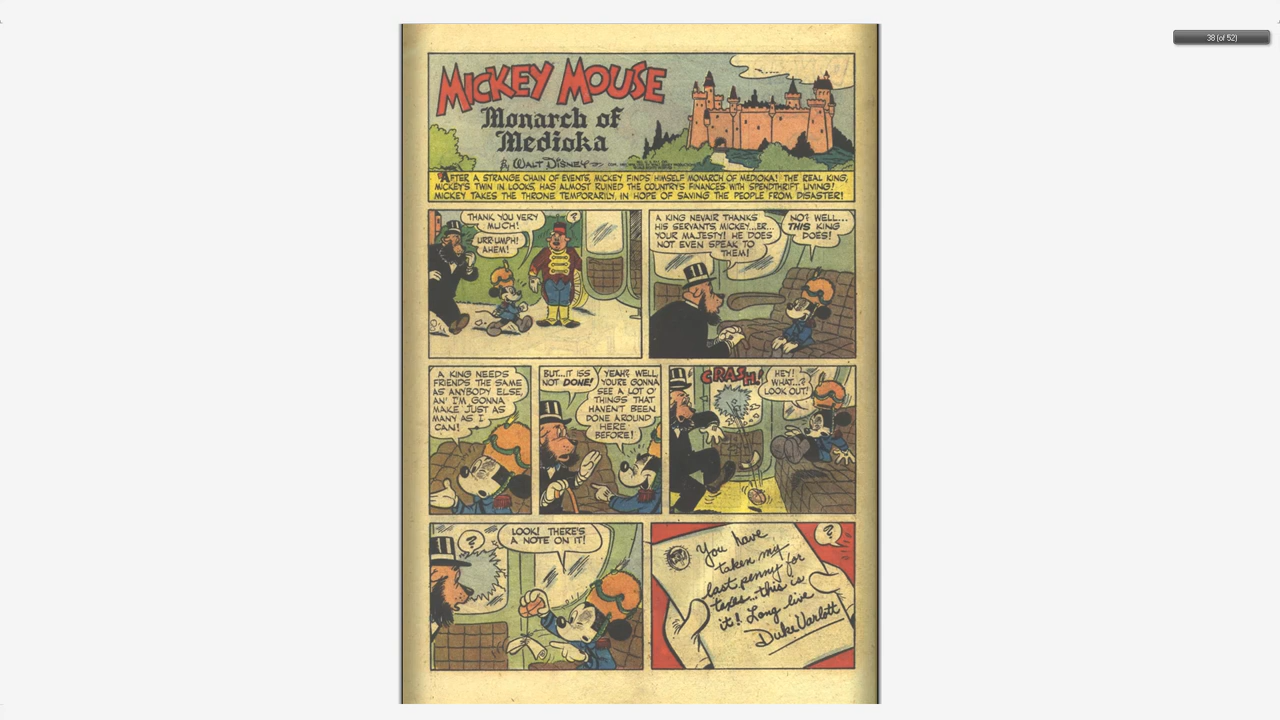 38 (of 52)
MICKEY MOUSE
Monarch of
Medioka
By WALT DISNEY
AFTER A STRANGE CHAIN OF EVENTS, MICKEY FINDS HIMSELF MONARCH OF MEDIOKA! THE REAL KING,
MICKEY'S TWIN IN LOOKS, HAS ALMOST RUINED THE COUNTRY'S FINANCES WITH SPENDTHRIFT LIVING!
MICKEY TAKES THE THRONE TEMPORARILY, IN HOPE OF SAVING THE PEOPLE FROM DISASTER!
THANK YOU VERY
MUCH!
URR-UMPH!
AHEM!
?
A KING NEVAIR THANKS
HIS SERVANTS, MICKEY...ER...
YOUR MAJESTY! HE DOES
NOT EVEN SPEAK TO
THEM!
NO? WELL...
THIS KING
DOES!
A KING NEEDS
FRIENDS THE SAME
AS ANYBODY ELSE,
AN' I'M GONNA
MAKE JUST AS
MANY AS I
CAN!
BUT...IT ISS
NOT DONE!
YEAH? WELL,
YOU'RE GONNA
SEE A LOT O'
THINGS THAT
HAVEN'T BEEN
DONE AROUND
HERE
BEFORE!
CRASH!
HEY!
WHAT...?
LOOK OUT!
?
LOOK! THERE'S
A NOTE ON IT!
?
You have
taken my
last penny for
taxes...this is
it! Long live
Duke Varlott